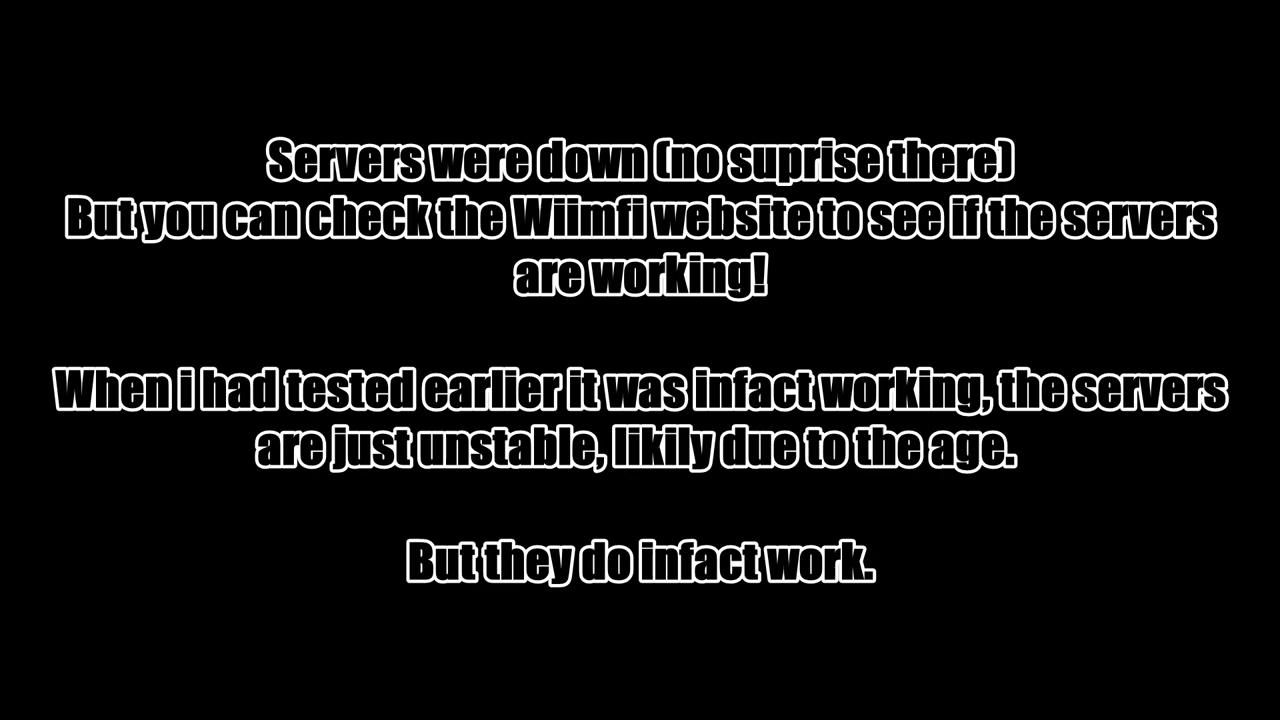 Servers were down (no suprise there)
But you can check the Wiimfi website to see if the servers
are working!
When i had tested earlier it was infact working, the servers
are just unstable, likily due to the age.
But they do infact work.